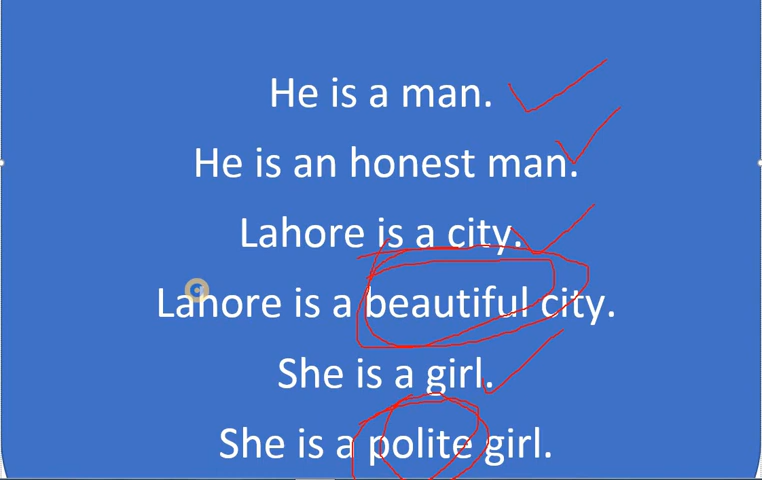 He is a man.
He is an honest man.
Lahore is a city.
Lahore is a beautiful city.
She is a girl.
She is a polite girl.